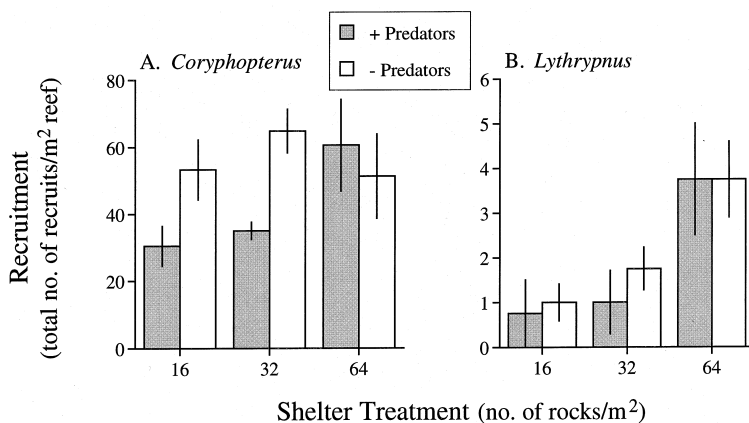 + Predators
- Predators
A. Coryphopterus
B. Lythrypnus
Recruitment
(total no. of recruits/m² reef)
80
60
40
20
0
16
32
64
6
5
4
3
2
1
0
16
32
64
Shelter Treatment (no. of rocks/m²)